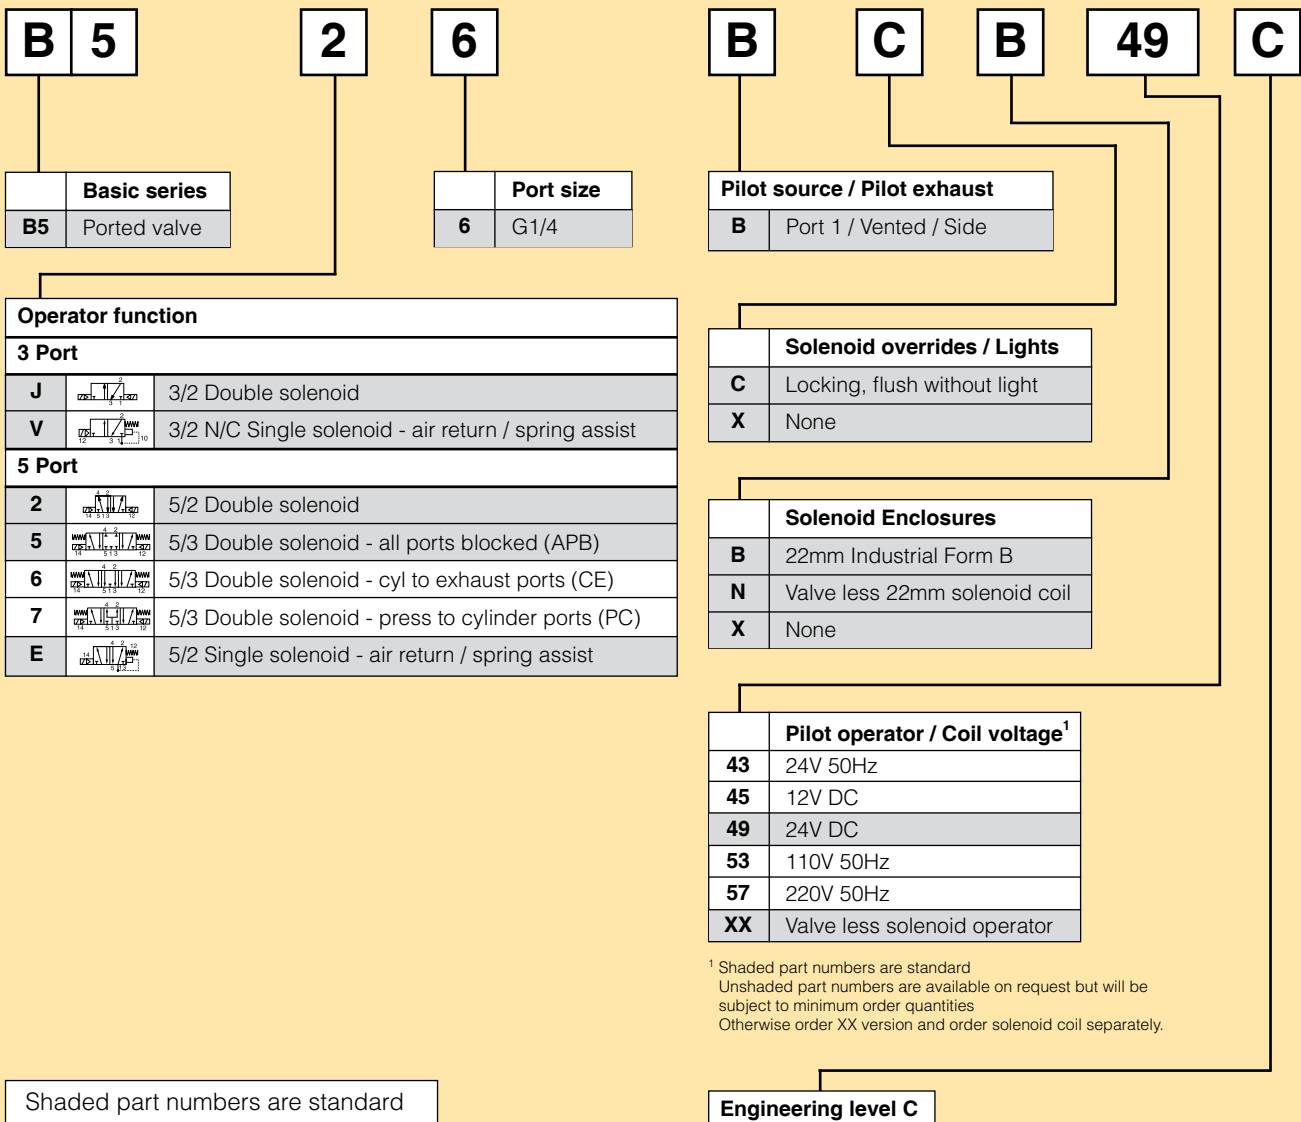 B 5 2 6 B C B 49 C
Basic series
B5 Ported valve
Port size
6 G1/4
Pilot source / Pilot exhaust
B Port 1 / Vented / Side
Operator function
3 Port
J 3/2 Double solenoid
V 3/2 N/C Single solenoid - air return / spring assist
5 Port
2 5/2 Double solenoid
5 5/3 Double solenoid - all ports blocked (APB)
6 5/3 Double solenoid - cyl to exhaust ports (CE)
7 5/3 Double solenoid - press to cylinder ports (PC)
E 5/2 Single solenoid - air return / spring assist
Solenoid overrides / Lights
C Locking, flush without light
X None
Solenoid Enclosures
B 22mm Industrial Form B
N Valve less 22mm solenoid coil
X None
Pilot operator / Coil voltage¹
43 24V 50Hz
45 12V DC
49 24V DC
53 110V 50Hz
57 220V 50Hz
XX Valve less solenoid operator
¹ Shaded part numbers are standard
Unshaded part numbers are available on request but will be
subject to minimum order quantities
Otherwise order XX version and order solenoid coil separately.
Shaded part numbers are standard
Engineering level C